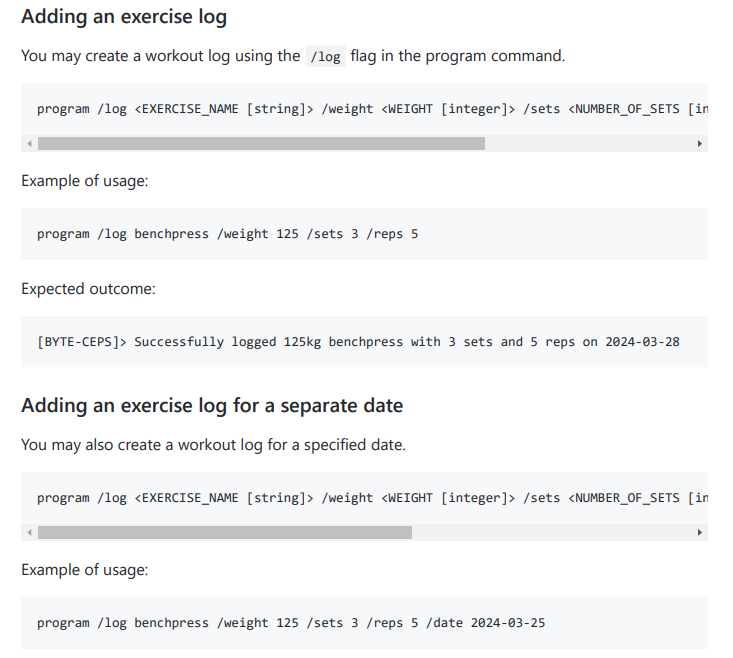 Adding an exercise log
You may create a workout log using the /log flag in the program command.
program /log <EXERCISE_NAME [string]> /weight <WEIGHT [integer]> /sets <NUMBER_OF_SETS [in
Example of usage:
program /log benchpress /weight 125 /sets 3 /reps 5
Expected outcome:
[BYTE-CEPS]> Successfully logged 125kg benchpress with 3 sets and 5 reps on 2024-03-28
Adding an exercise log for a separate date
You may also create a workout log for a specified date.
program /log <EXERCISE_NAME [string]> /weight <WEIGHT [integer]> /sets <NUMBER_OF_SETS [in
Example of usage:
program /log benchpress /weight 125 /sets 3 /reps 5 /date 2024-03-25